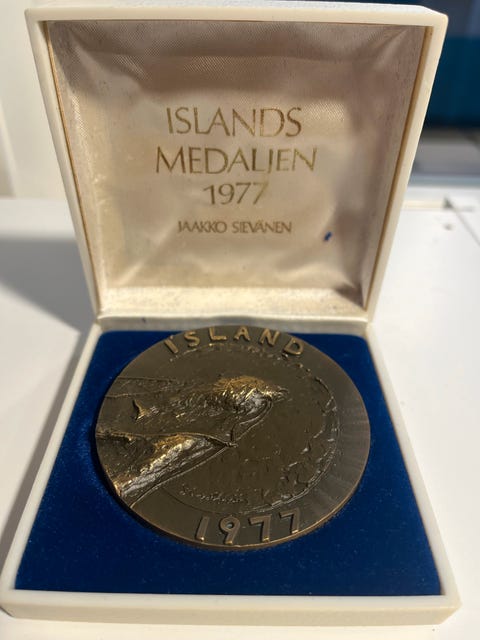 ISLANDS
MEDALJEN
1977
JAAKKO SIEVÄNEN
ISLAND
1977